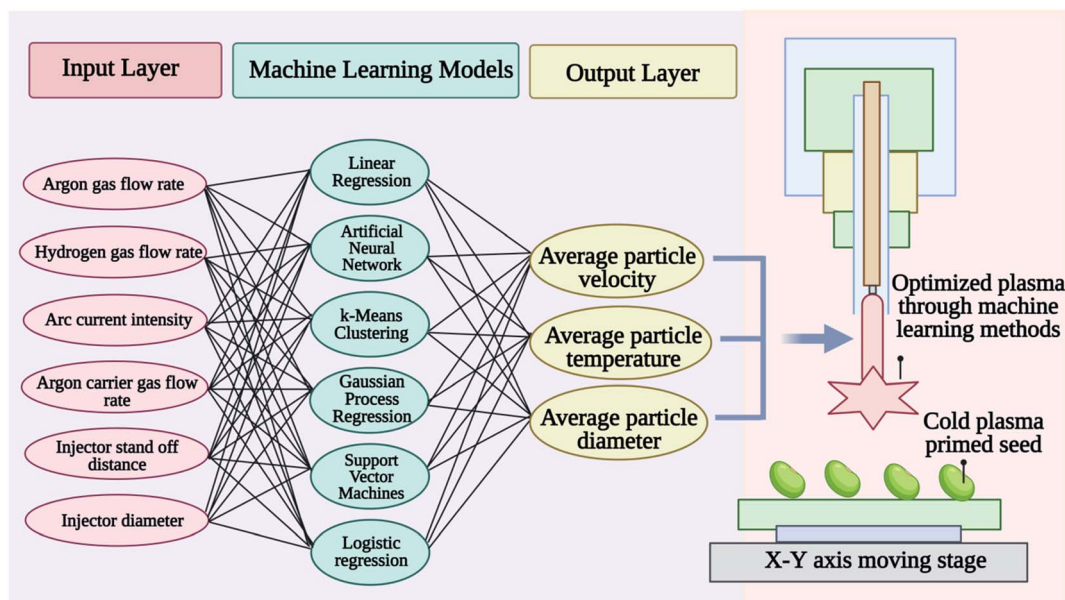 Input Layer
Machine Learning Models
Output Layer
Argon gas flow rate
Hydrogen gas flow rate
Arc current intensity
Argon carrier gas flow
rate
Injector stand off
distance
Injector diameter
Linear
Regression
Artificial
Neural
Network
k-Means
Clustering
Gaussian
Process
Regression
Support
Vector
Machines
Logistic
regression
Average particle
velocity
Average particle
temperature
Average particle
diameter
Optimized plasma
through machine
learning methods
Cold plasma
primed seed
X-Y axis moving stage